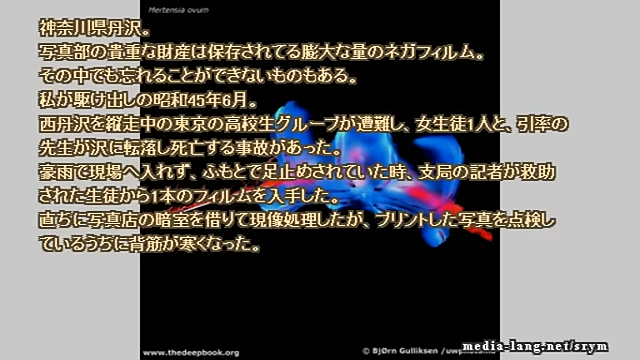 Mertensia ovum
神奈川県丹沢。
写真部の貴重な財産は保存されてる膨大な量のネガフィルム。
その中でも忘れることができないものもある。
私が駆け出しの昭和45年6月。
西丹沢を縦走中の東京の高校生グループが遭難し、女生徒1人と、引率の
先生が沢に転落し死亡する事故があった。
豪雨で現場へ入れず、ふもとで足止めされていた時、支局の記者が救助
された生徒から1本のフィルムを入手した。
直ちに写真店の暗室を借りて現像処理したが、プリントした写真を点検し
ているうちに背筋が寒くなった。
www.thedeepbook.org
© BjØrn Gulliksen /uwphoto.no
media-lang-net/srym